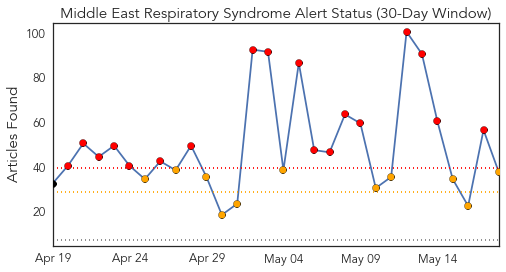 Middle East Respiratory Syndrome Alert Status (30-Day Window)
Articles Found
100
80
60
40
20
Apr 19
Apr 24
Apr 29
May 04
May 09
May 14